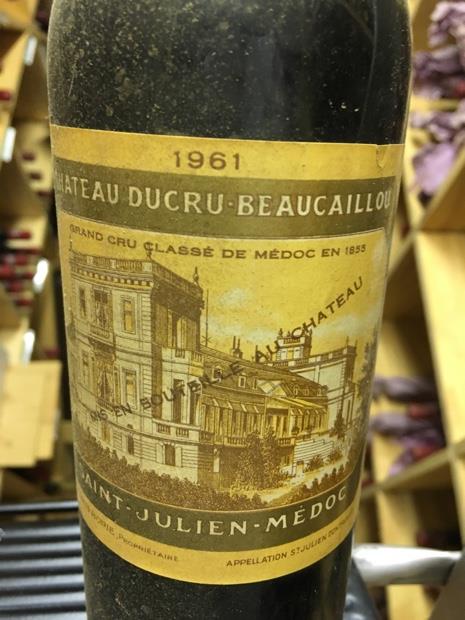 1961
CHATEAU DUCRU-BEAUCAILLOU
GRAND CRU CLASSÉ DE MÉDOC EN 1855
MIS EN BOUTEILLE AU CHATEAU
SAINT-JULIEN-MÉDOC
PROPRIÉTAIRE
APPELLATION ST JULIEN